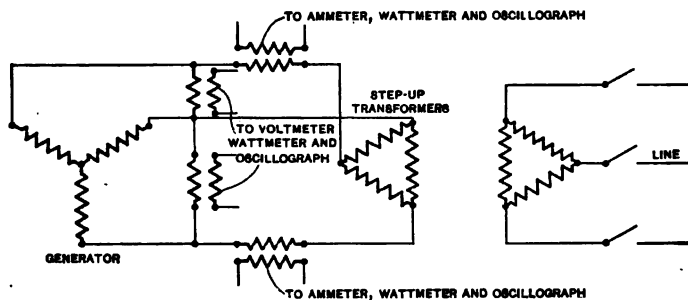 TO AMMETER, WATTMETER AND OSCILLOGRAPH
STEP-UP
TRANSFORMERS
TO VOLTMETER
WATTMETER AND
OSCILLOGRAPH
LINE
GENERATOR
TO AMMETER, WATTMETER AND OSCILLOGRAPH